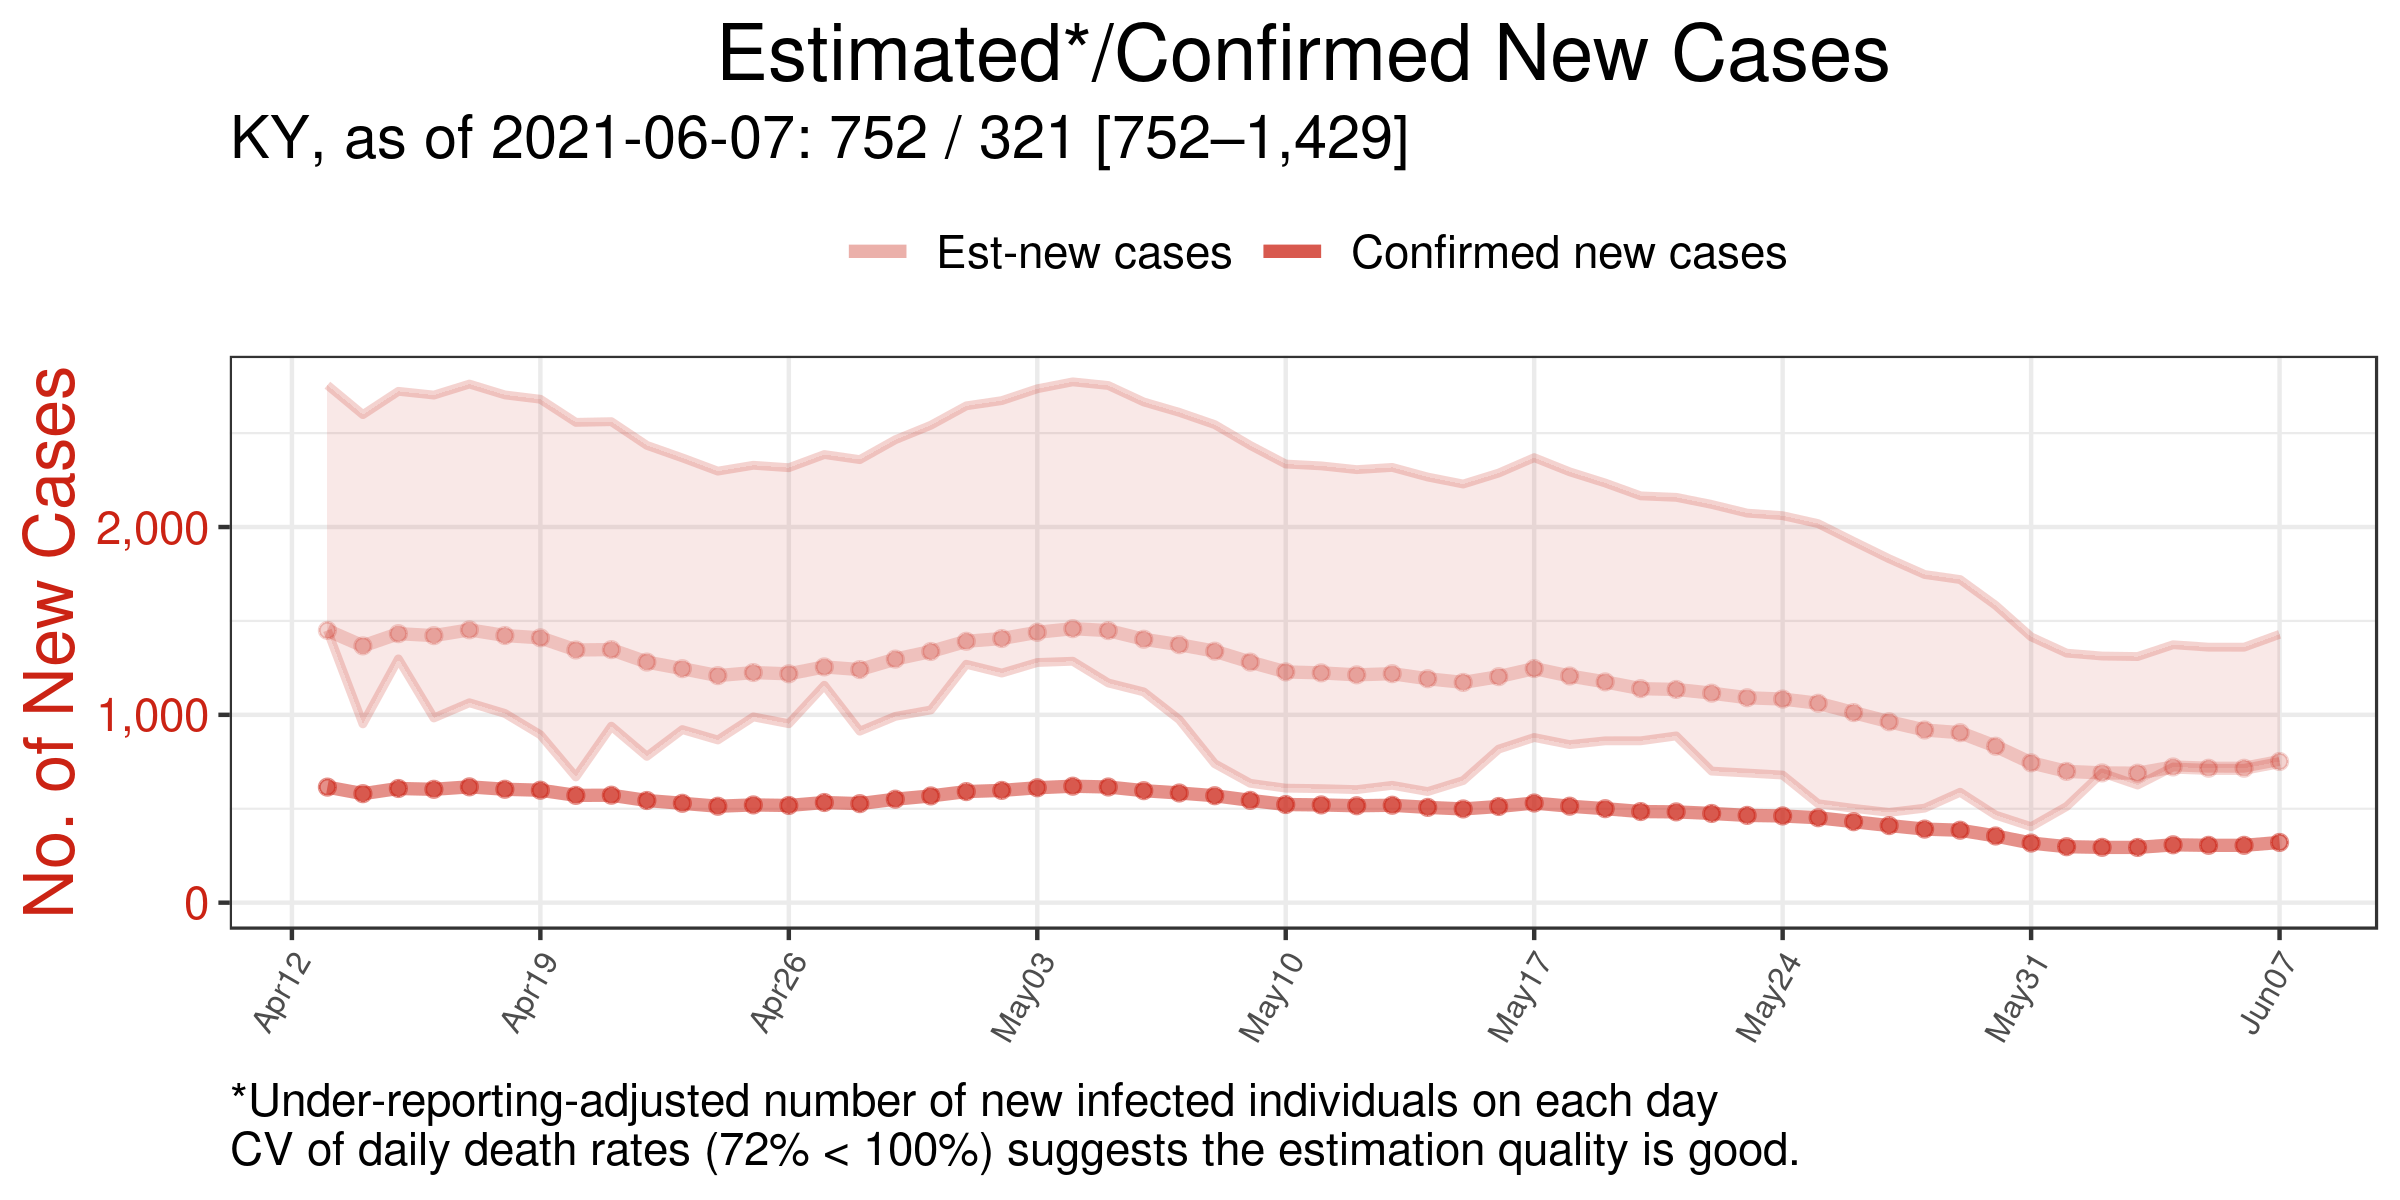 Estimated*/Confirmed New Cases
KY, as of 2021-06-07: 752 / 321 [752–1,429]
Est-new cases
Confirmed new cases
No. of New Cases
2,000
1,000
0
Apr12
Apr19
Apr26
May03
May10
May17
May24
May31
Jun07
*Under-reporting-adjusted number of new infected individuals on each day
CV of daily death rates (72% < 100%) suggests the estimation quality is good.